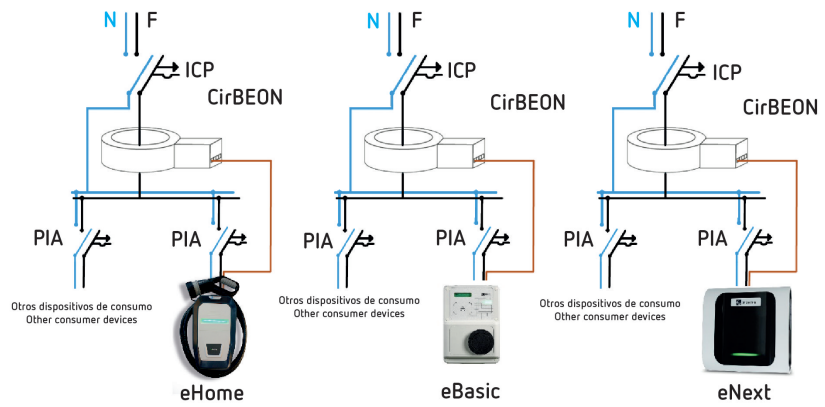 N F
ICP
CirBEON
PIA
PIA
Otros dispositivos de consumo
Other consumer devices
eHome
N F
ICP
CirBEON
PIA
PIA
Otros dispositivos de consumo
Other consumer devices
eBasic
N F
ICP
CirBEON
PIA
PIA
Otros dispositivos de consumo
Other consumer devices
eNext